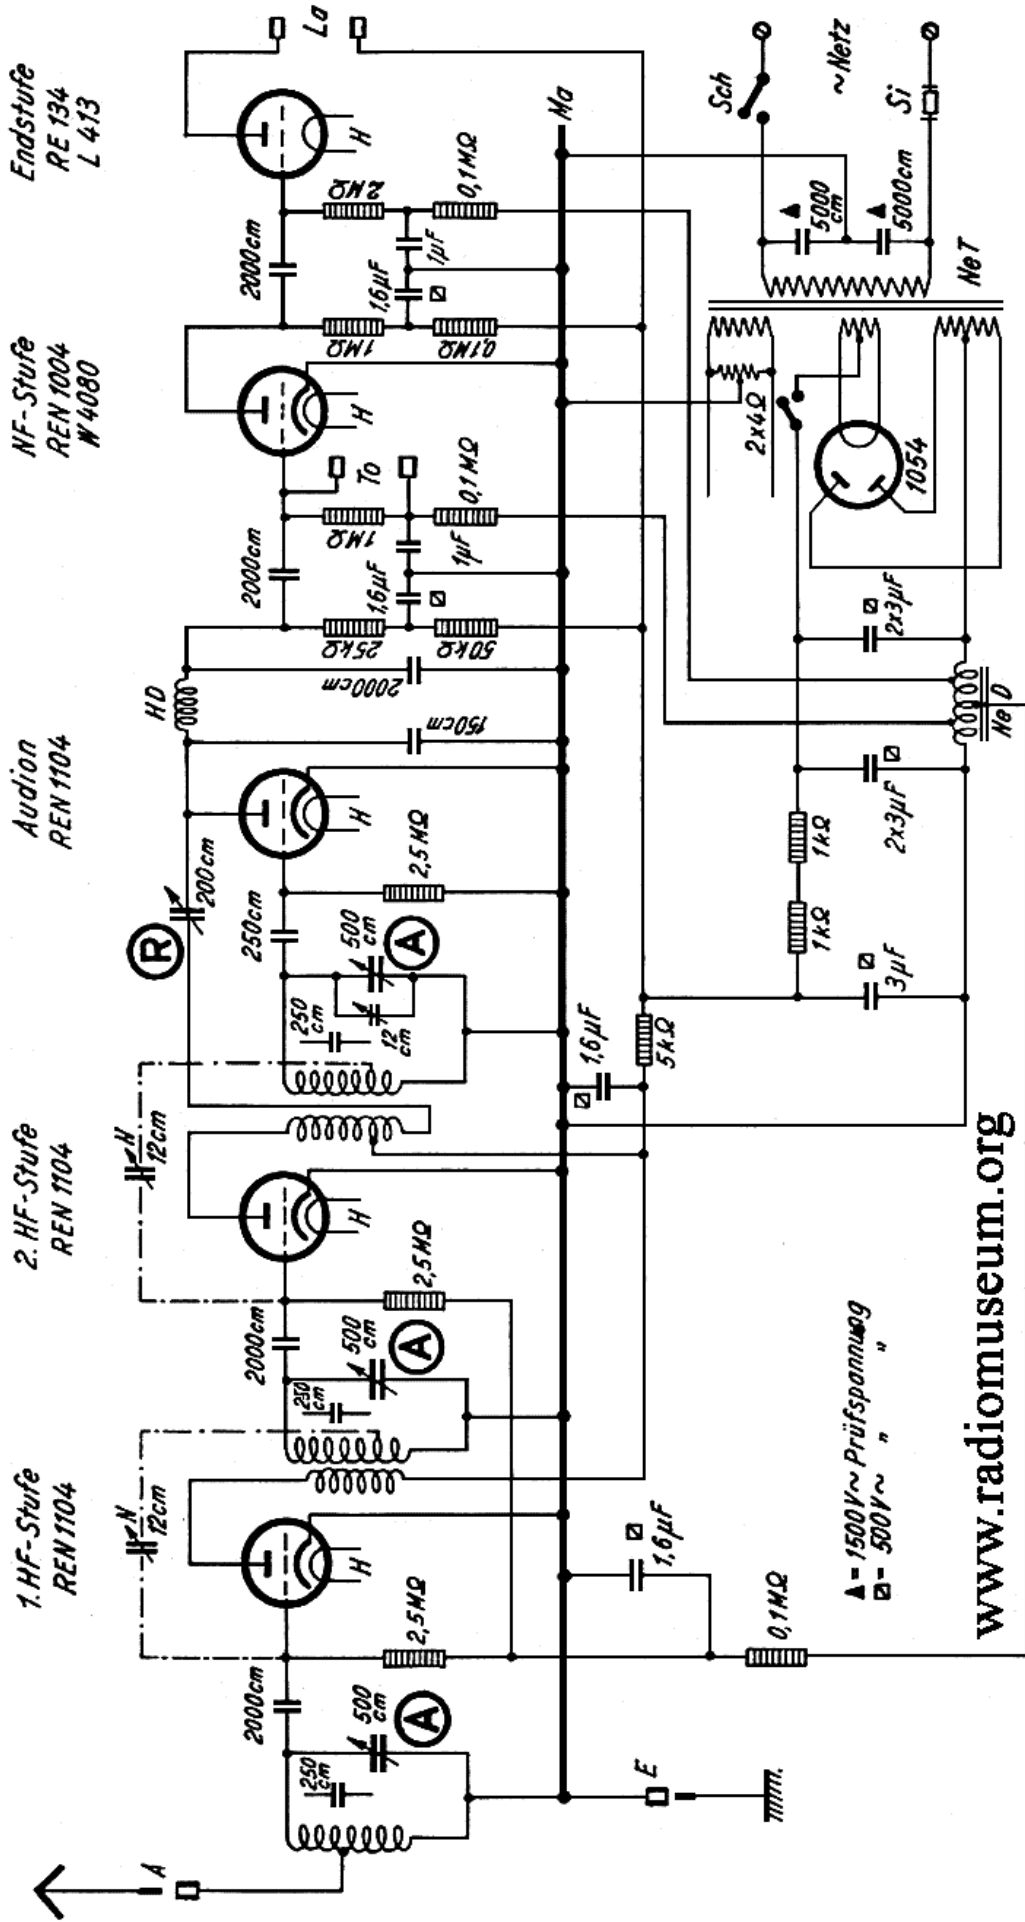 1.HF-Stufe
REN 1104
2.HF-Stufe
REN 1104
Audion
REN 1104
NF-Stufe
REN 1004
W 4080
Endstufe
RE 134
L 413
A
N
12cm
N
12cm
R
200cm
HD
La
250
cm
2000cm
500
cm
A
2,5MΩ
H
250
cm
2000cm
500
cm
A
2,5MΩ
H
250
cm
12
cm
250cm
500
cm
A
2,5MΩ
H
150cm
2000cm
25kΩ
50kΩ
2000cm
1,6µF
1µF
1MΩ
0,1MΩ
To
H
1MΩ
0,1MΩ
2000cm
1,6µF
1µF
2MΩ
0,1MΩ
H
Ma
E
1,6µF
0,1MΩ
1,6µF
5kΩ
3µF
1kΩ
1kΩ
2x3µF
2x3µF
NeD
1054
2x4Ω
NeT
5000
cm
5000cm
Sch
Si
~Netz
▲ = 1500V~ Prüfspannung
⧄ = 500V~ " "
www.radiomuseum.org